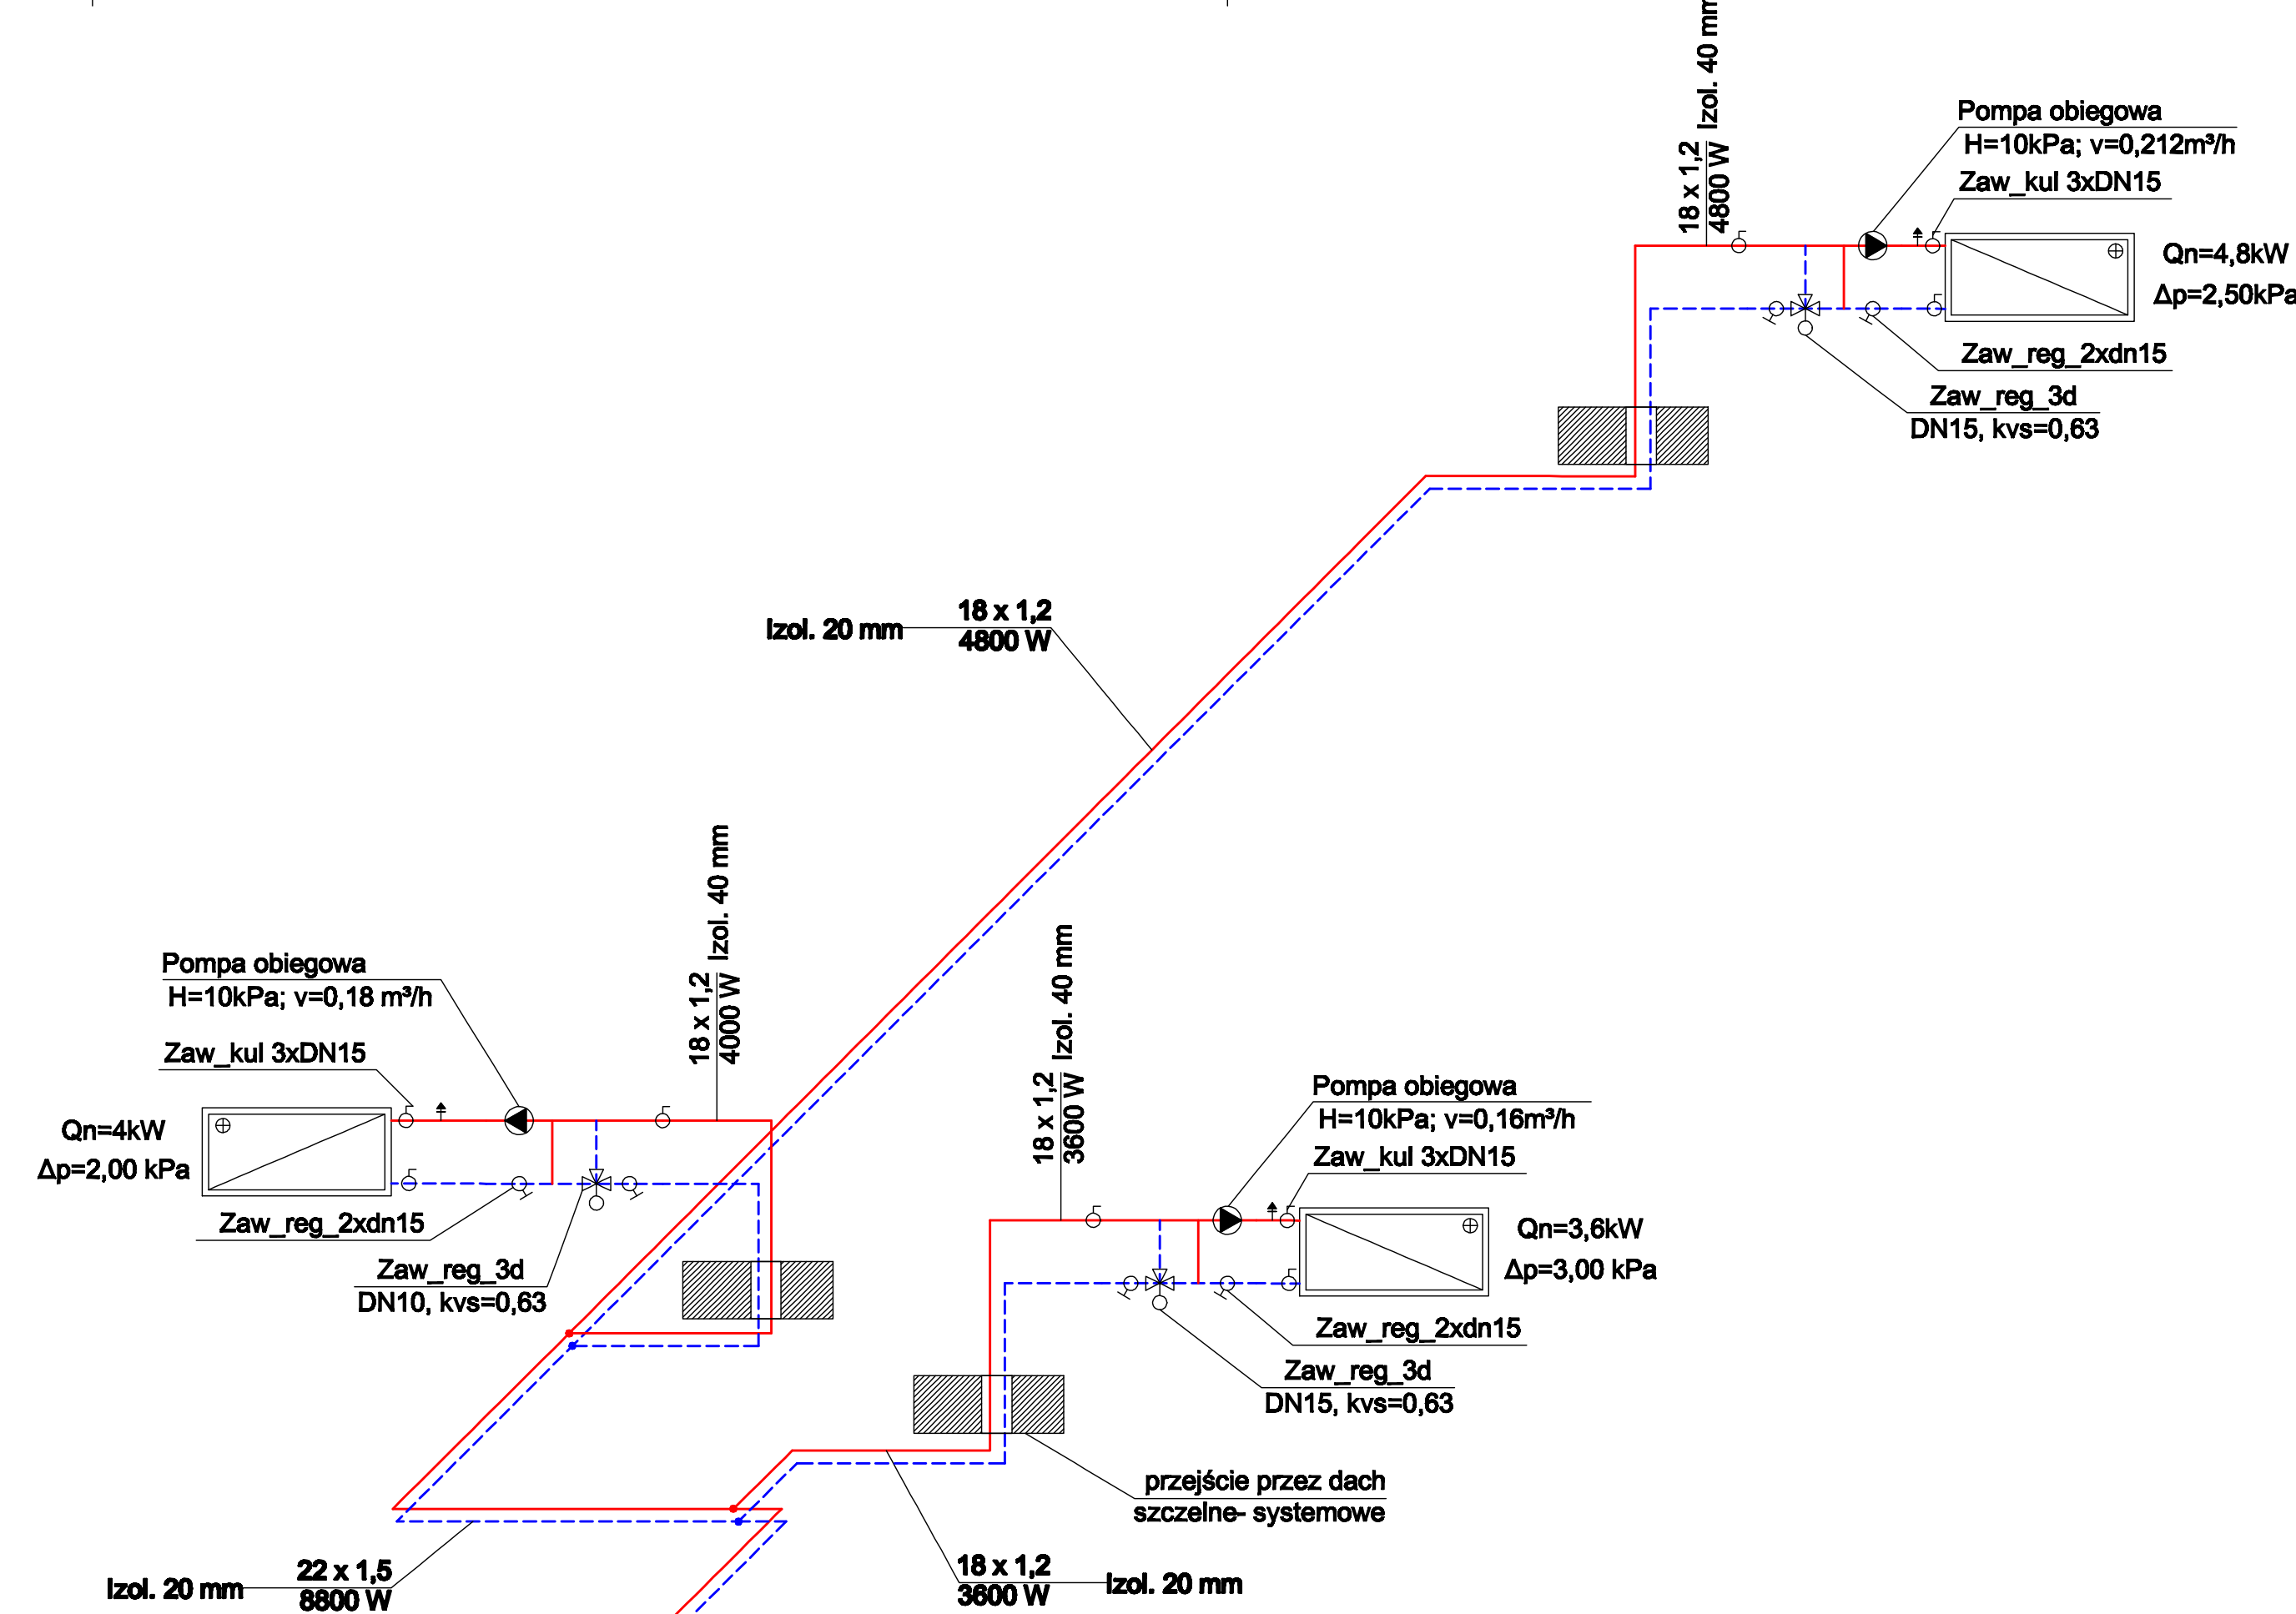 Izol. 40 mm
18 x 1,2
4800 W
Pompa obiegowa
H=10kPa; v=0,212m³/h
Zaw_kul 3xDN15
Qn=4,8kW
Δp=2,50kPa
Zaw_reg_2xdn15
Zaw_reg_3d
DN15, kvs=0,63
Izol. 20 mm
18 x 1,2
4800 W
Izol. 40 mm
18 x 1,2
4000 W
Pompa obiegowa
H=10kPa; v=0,18 m³/h
Zaw_kul 3xDN15
Qn=4kW
Δp=2,00 kPa
Zaw_reg_2xdn15
Zaw_reg_3d
DN10, kvs=0,63
Izol. 40 mm
18 x 1,2
3600 W
Pompa obiegowa
H=10kPa; v=0,16m³/h
Zaw_kul 3xDN15
Qn=3,6kW
Δp=3,00 kPa
Zaw_reg_2xdn15
Zaw_reg_3d
DN15, kvs=0,63
przejście przez dach
szczelne- systemowe
Izol. 20 mm
22 x 1,5
8800 W
18 x 1,2
3600 W
Izol. 20 mm